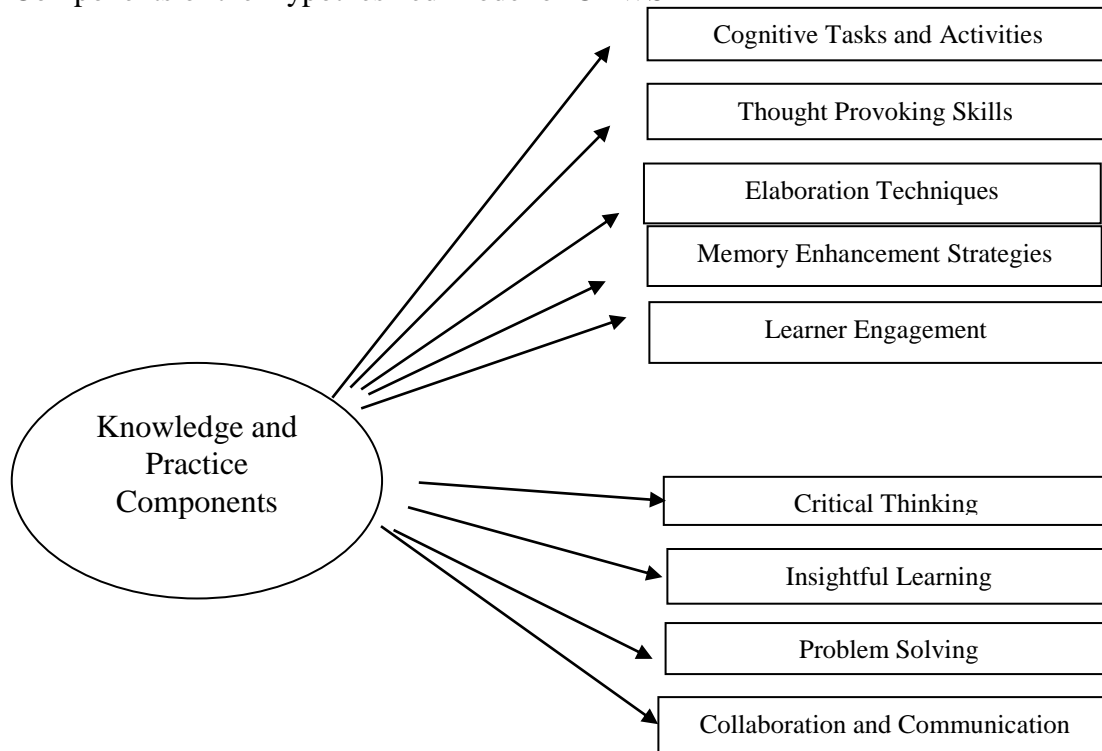 Cognitive Tasks and Activities
Thought Provoking Skills
Elaboration Techniques
Memory Enhancement Strategies
Learner Engagement
Knowledge and
Practice
Components
Critical Thinking
Insightful Learning
Problem Solving
Collaboration and Communication